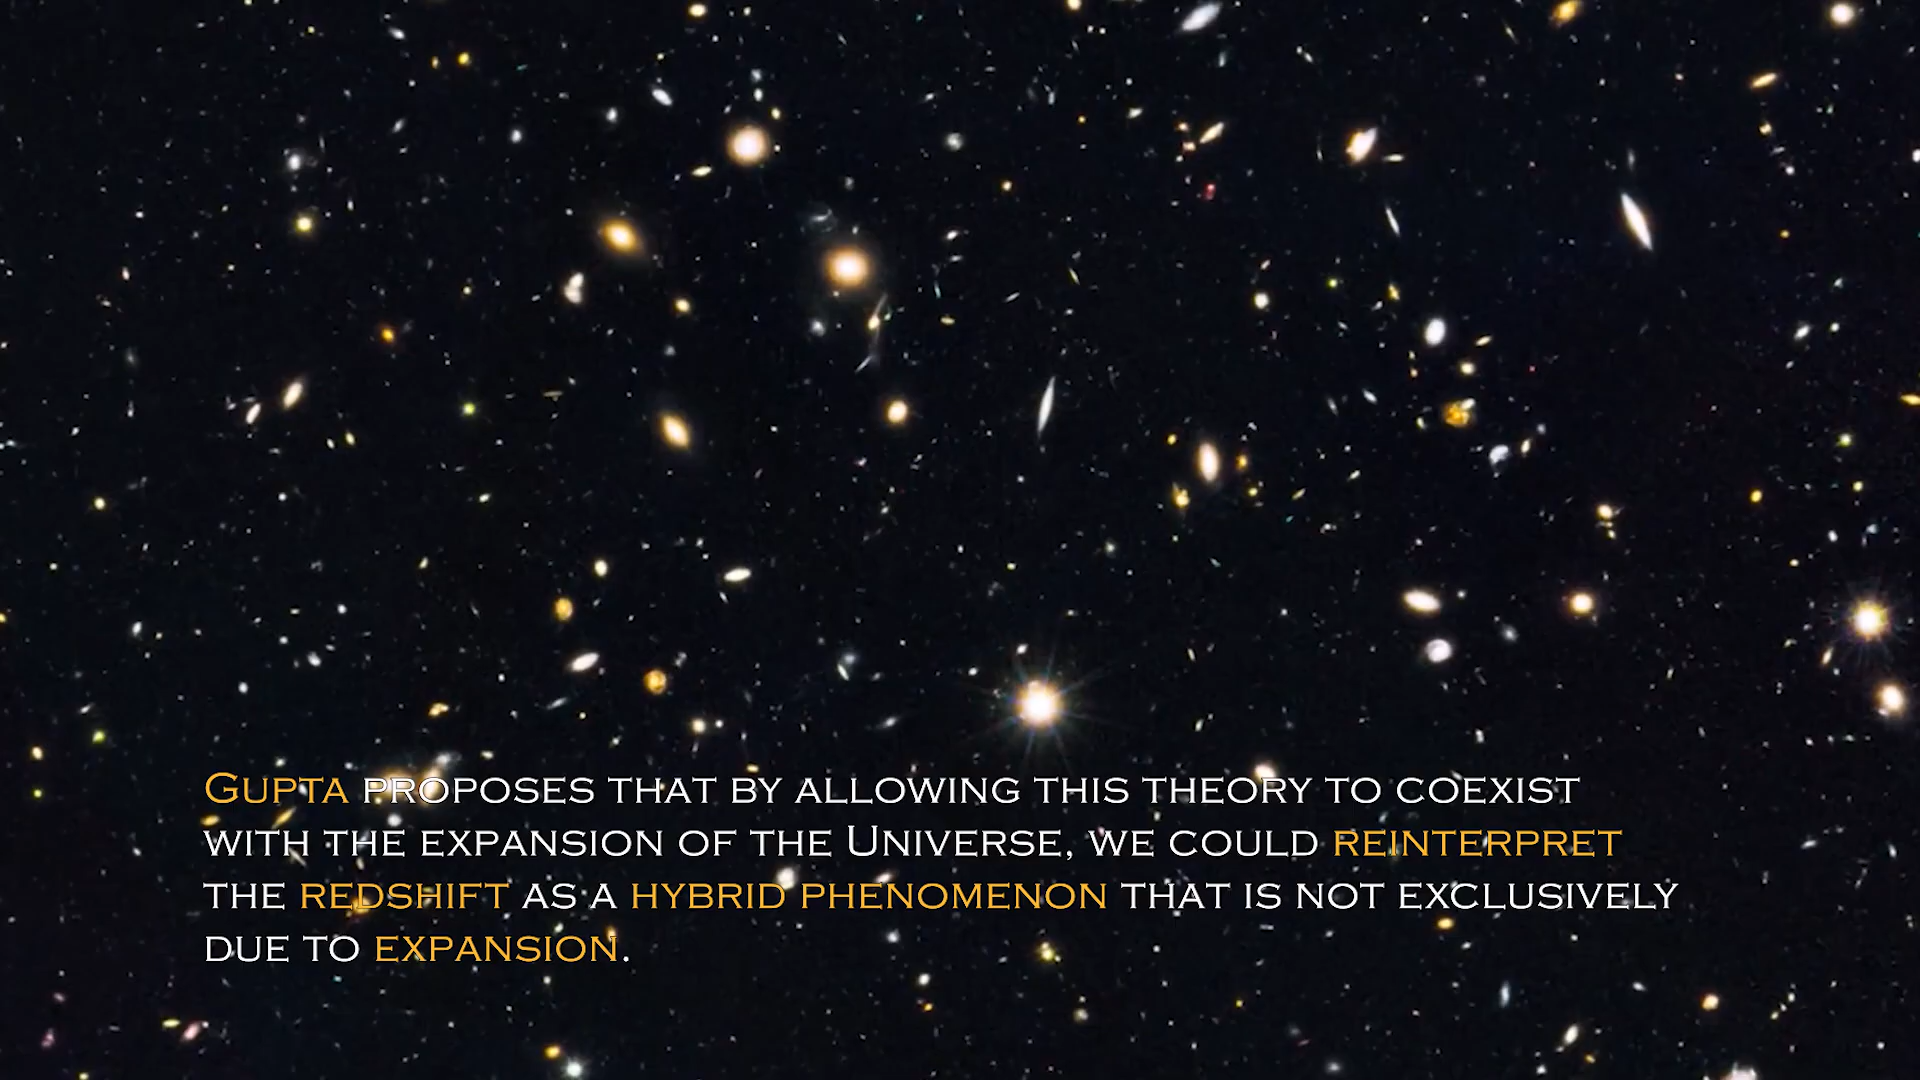 Gupta proposes that by allowing this theory to coexist
with the expansion of the Universe, we could reinterpret
the redshift as a hybrid phenomenon that is not exclusively
due to expansion.